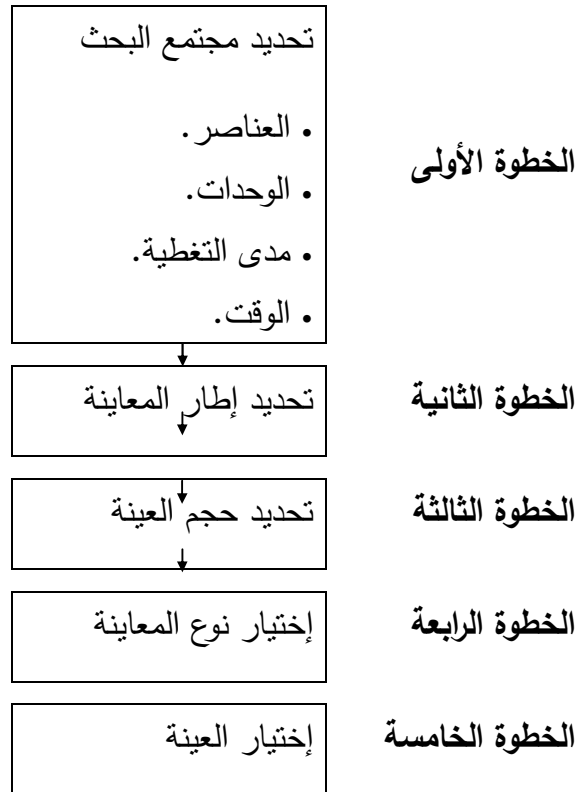 تحديد مجتمع البحث
الخطوة الأولى
• العناصر.
• الوحدات.
• مدى التغطية.
• الوقت.
الخطوة الثانية
تحديد إطار المعاينة
الخطوة الثالثة
تحديد حجم العينة
الخطوة الرابعة
إختيار نوع المعاينة
الخطوة الخامسة
إختيار العينة